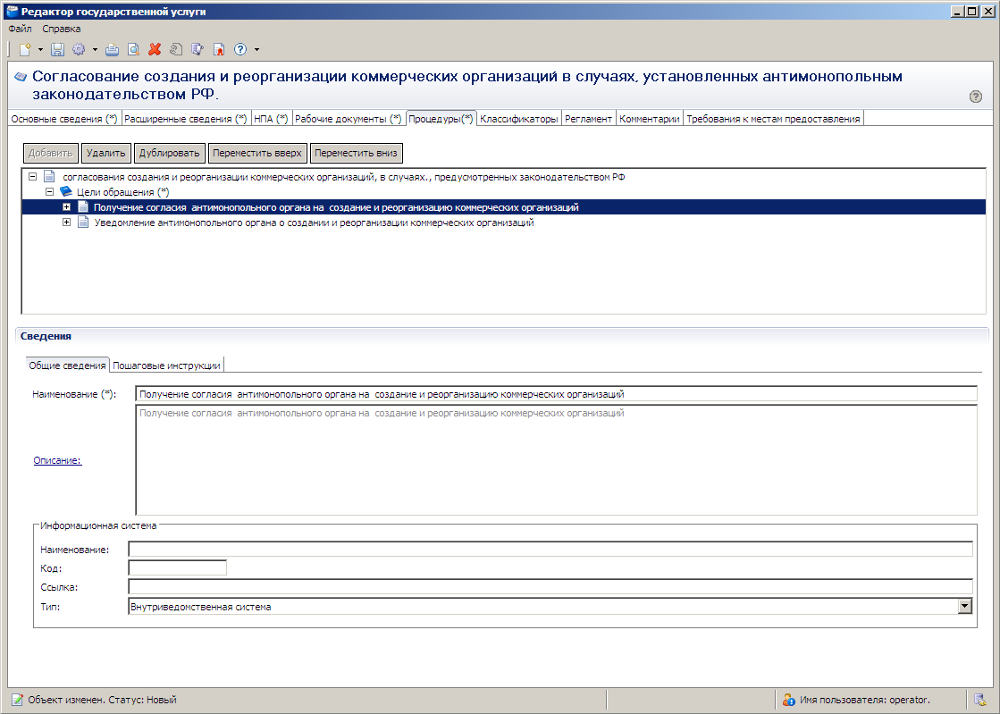 Редактор государственной услуги
Файл Справка
Согласование создания и реорганизации коммерческих организаций в случаях, установленных антимонопольным
законодательством РФ.
Основные сведения (*) Расширенные сведения (*) НПА (*) Рабочие документы (*) Процедуры(*) Классификаторы Регламент Комментарии Требования к местам предоставления
Добавить Удалить Дублировать Переместить вверх Переместить вниз
согласования создания и реорганизации коммерческих организаций, в случаях., предусмотренных законодательством РФ
Цели обращения (*)
Получение согласия антимонопольного органа на создание и реорганизацию коммерческих организаций
Уведомление антимонопольного органа о создании и реорганизации коммерческих организаций
Сведения
Общие сведения Пошаговые инструкции
Наименование (*): Получение согласия антимонопольного органа на создание и реорганизацию коммерческих организаций
Получение согласия антимонопольного органа на создание и реорганизацию коммерческих организаций
Описание:
Информационная система
Наименование:
Код:
Ссылка:
Тип: Внутриведомственная система
Объект изменен. Статус: Новый Имя пользователя: operator.